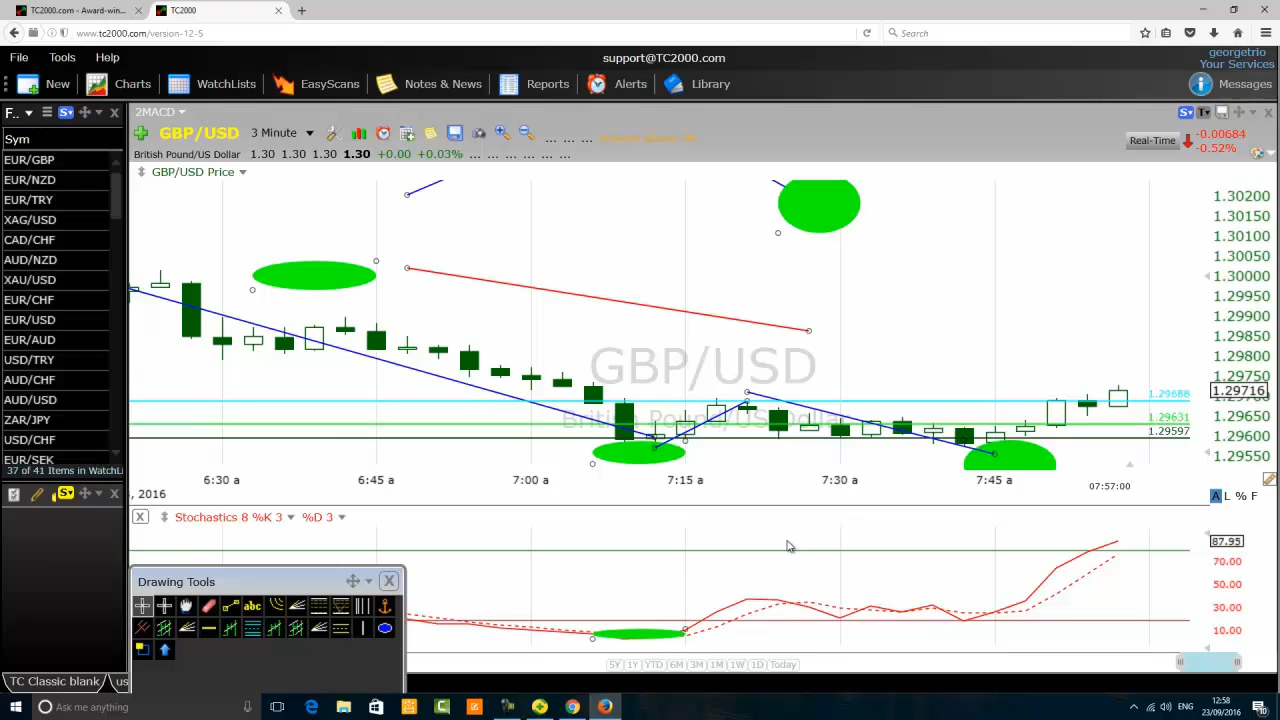 TC2000.com - Award-win...
TC2000
www.tc2000.com/version-12-5
Search
File Tools Help
support@TC2000.com
georgetrio
Your Services
New Charts WatchLists EasyScans Notes & News Reports Alerts Library Messages
F..
2MACD
Sym
GBP/USD 3 Minute
Real-Time
-0.00684
-0.52%
British Pound/US Dollar 1.30 1.30 1.30 1.30 +0.00 +0.03%
GBP/USD Price
EUR/GBP
EUR/NZD
EUR/TRY
XAG/USD
CAD/CHF
AUD/NZD
XAU/USD
EUR/CHF
EUR/USD
EUR/AUD
USD/TRY
AUD/CHF
AUD/USD
ZAR/JPY
USD/CHF
EUR/SEK
37 of 41 Items in WatchLi
1.30200
1.30150
1.30100
1.30050
1.30000
1.29950
1.29900
1.29850
1.29800
1.29750
1.29716
1.29650
1.29600
1.29550
GBP/USD
British Pound/US Dollar
1.29688
1.29631
1.29597
6:30 a 6:45 a 7:00 a 7:15 a 7:30 a 7:45 a
, 2016
07:57:00
A L % F
Stochastics 8 %K 3 %D 3
87.95
70.00
50.00
30.00
10.00
Drawing Tools
abc
5Y 1Y YTD 6M 3M 1M 1W 1D Today
TC Classic blank us
Ask me anything
ENG
12:58
23/09/2016
10